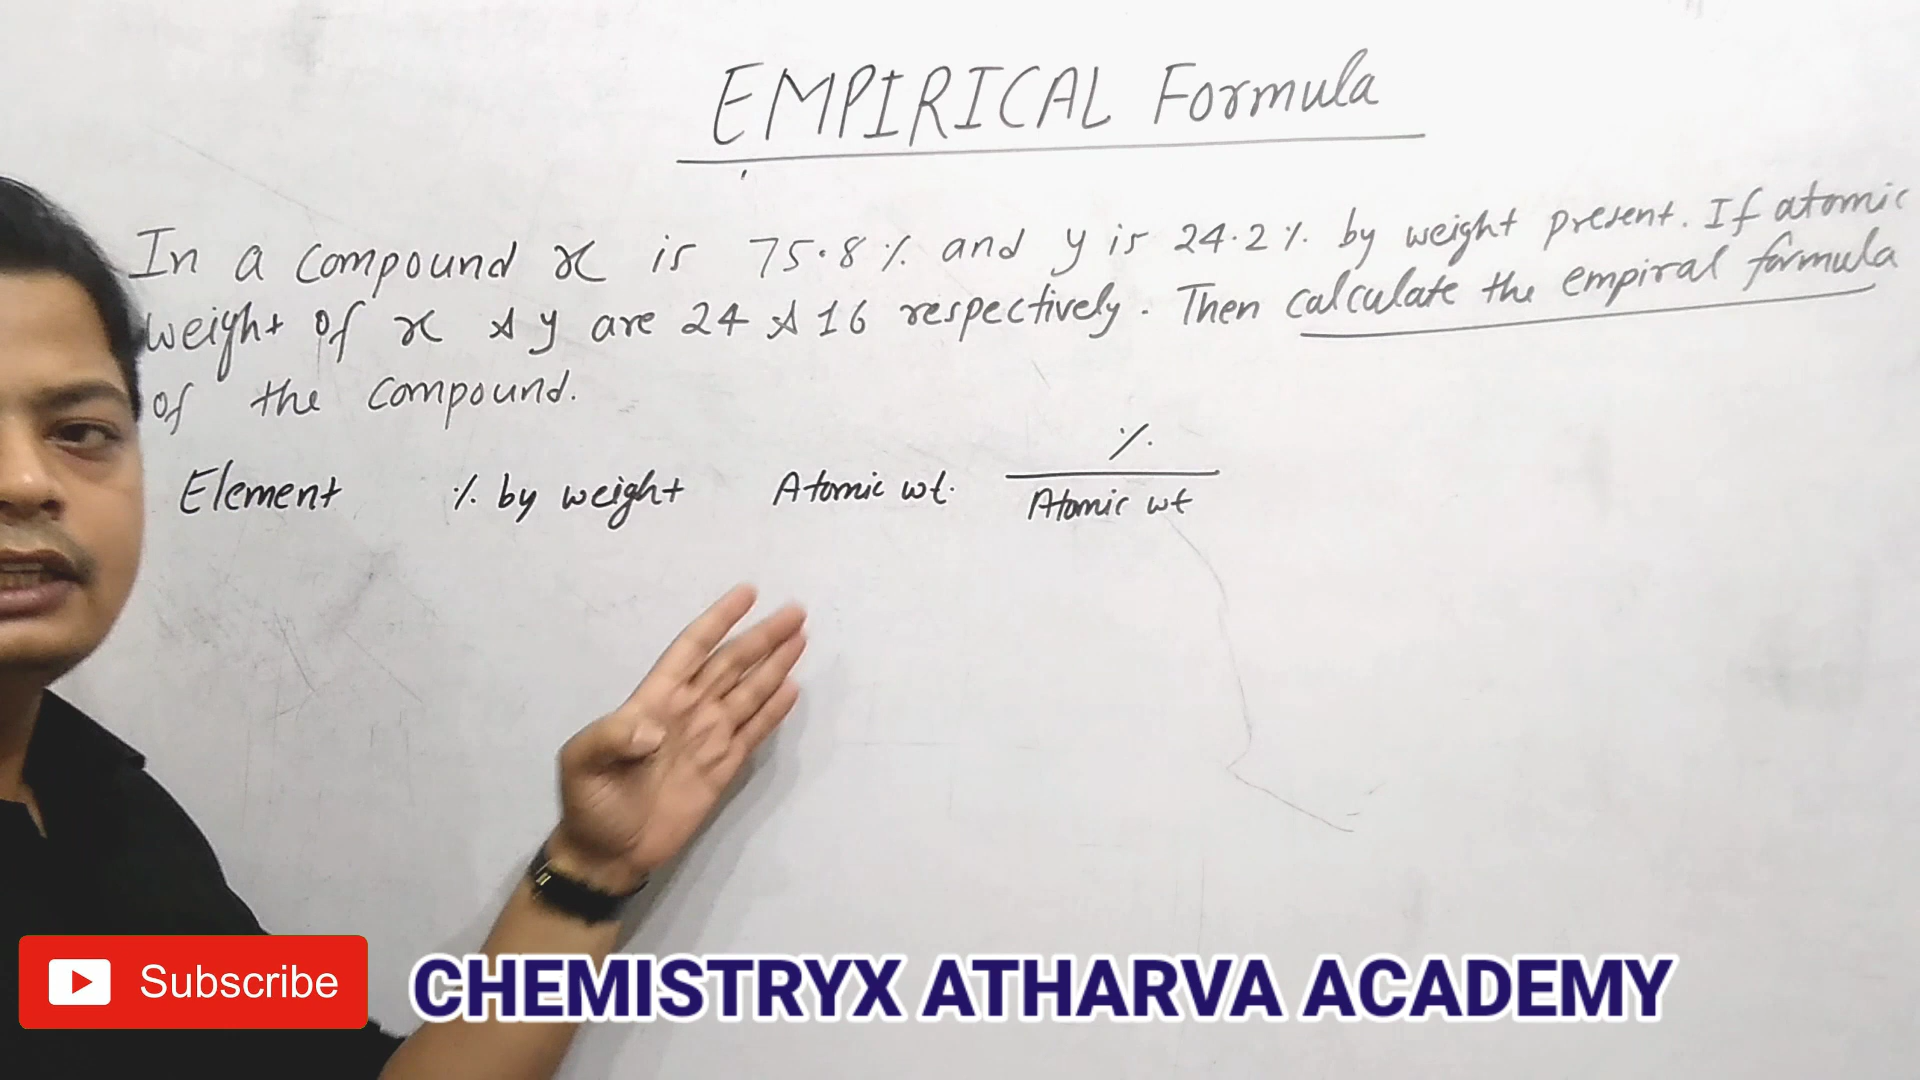 EMPIRICAL Formula
In a compound x is 75.8% and y is 24.2% by weight present. If atomic
weight of x & y are 24 & 16 respectively. Then calculate the empiral formula
of the compound.
Element % by weight Atomic wt. %
Atomic wt
Subscribe
CHEMISTRYX ATHARVA ACADEMY